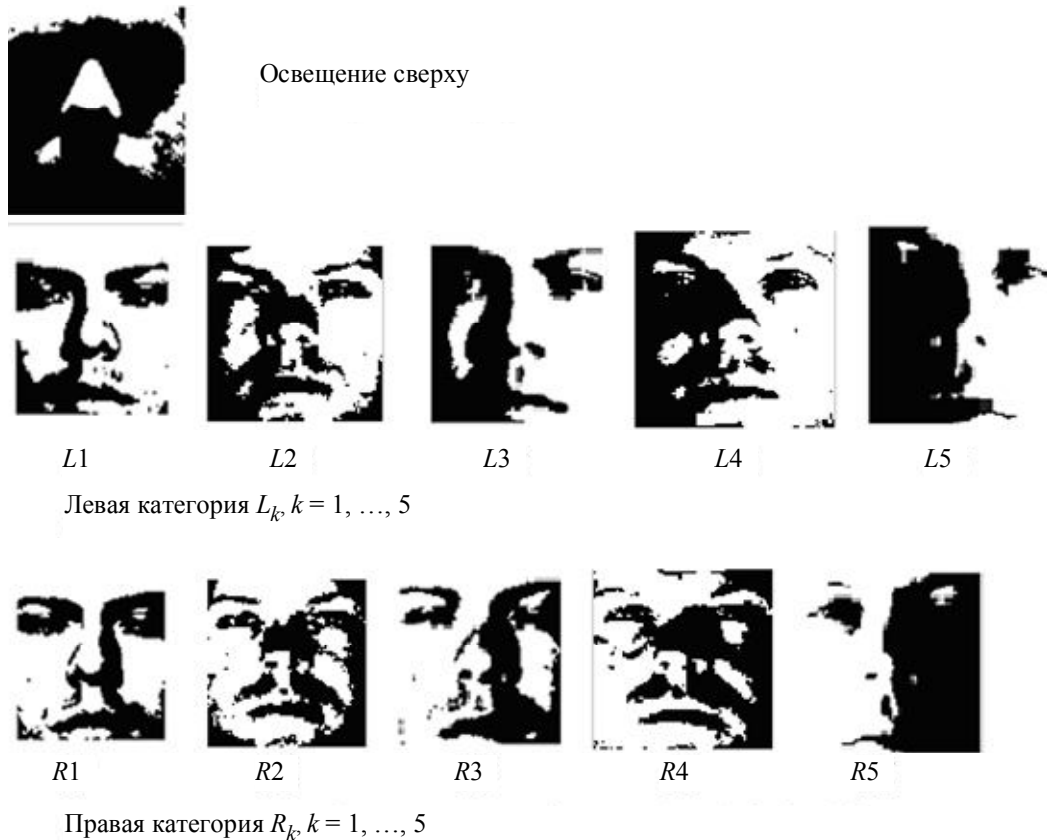 Освещение сверху
L1 L2 L3 L4 L5
Левая категория Lk, k = 1, …, 5
R1 R2 R3 R4 R5
Правая категория Rk, k = 1, …, 5